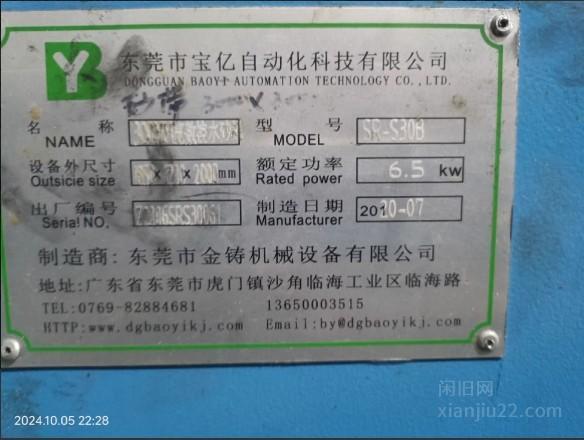 YB
东莞市宝亿自动化科技有限公司
DONGGUAN BAOYI AUTOMATION TECHNOLOGY CO.,LTD.
名 称 型 号 SR-S30B
NAME MODEL
设备外尺寸 mm 额定功率 6.5 kw
Outsicie size Rated power
出厂编号 制造日期 201 0-07
Serial NO. Manufacturer
制造商:东莞市金铸机械设备有限公司
地址:广东省东莞市虎门镇沙角临海工业区临海路
TEL:0769-82884681 13650003515
HTTP:www.dgbaoyikj.com Email:by@dgbaoyikj.com
2024.10.05 22:28
闲旧网
xianjiu22.com